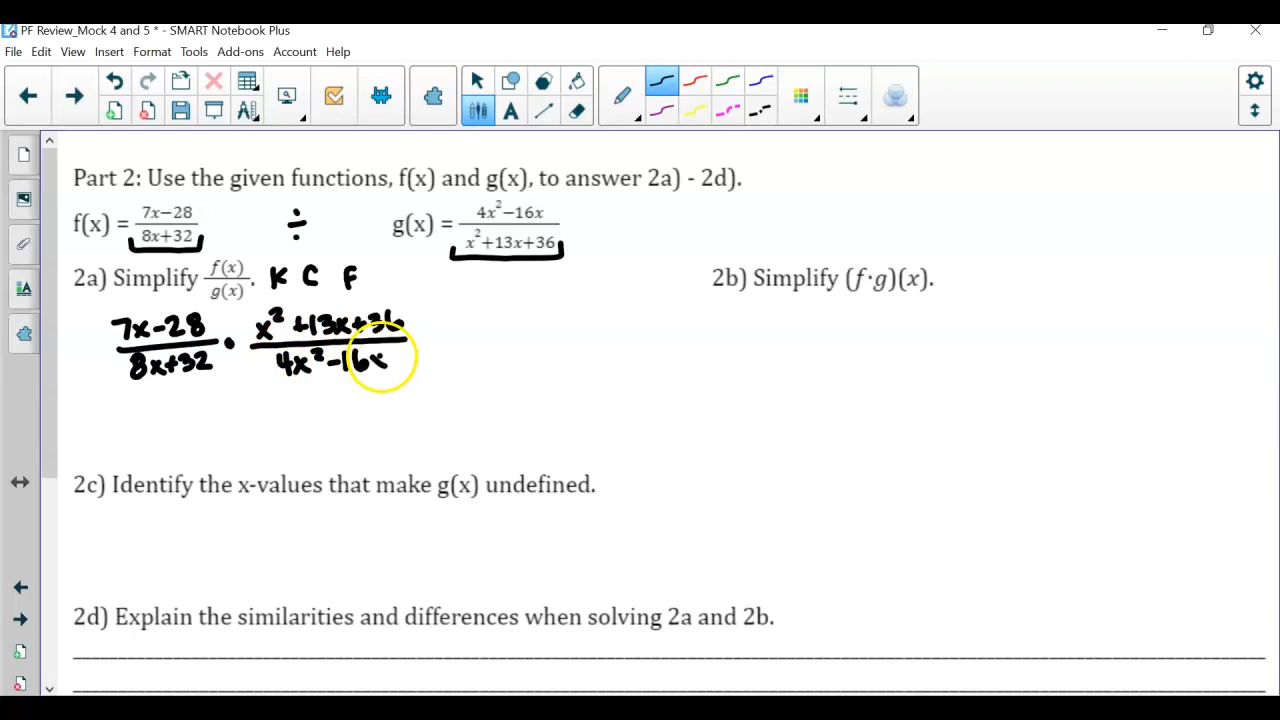 PF Review_Mock 4 and 5 * - SMART Notebook Plus
File Edit View Insert Format Tools Add-ons Account Help
Part 2: Use the given functions, f(x) and g(x), to answer 2a) - 2d).
f(x) = (7x−28)/(8x+32) ÷ g(x) = (4x²−16x)/(x²+13x+36)
2a) Simplify f(x)/g(x). K C F 2b) Simplify (f·g)(x).
(7x−28)/(8x+32) · (x²+13x+36)/(4x²−16x)
2c) Identify the x-values that make g(x) undefined.
2d) Explain the similarities and differences when solving 2a and 2b.